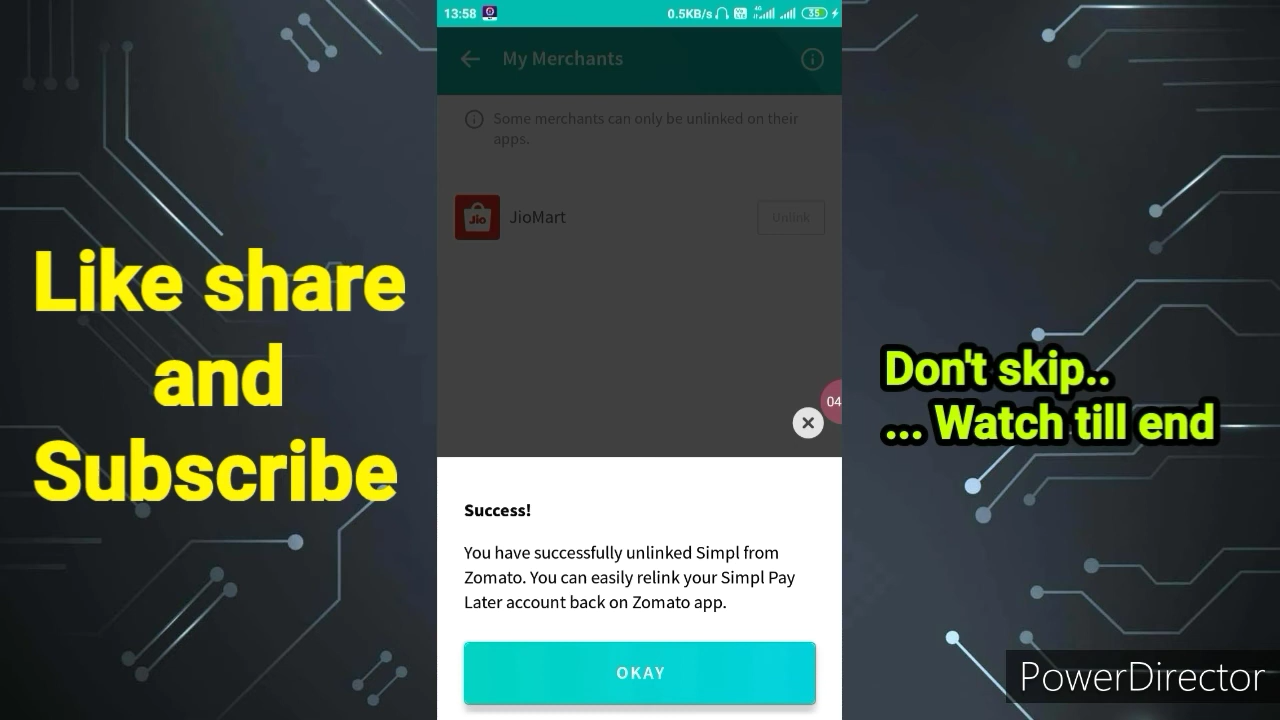 13:58
0.5KB/s
4G
35
My Merchants
Some merchants can only be unlinked on their
apps.
Jio
JioMart
Unlink
04
Like share
and
Subscribe
Don't skip..
... Watch till end
Success!
You have successfully unlinked Simpl from
Zomato. You can easily relink your Simpl Pay
Later account back on Zomato app.
OKAY
PowerDirector